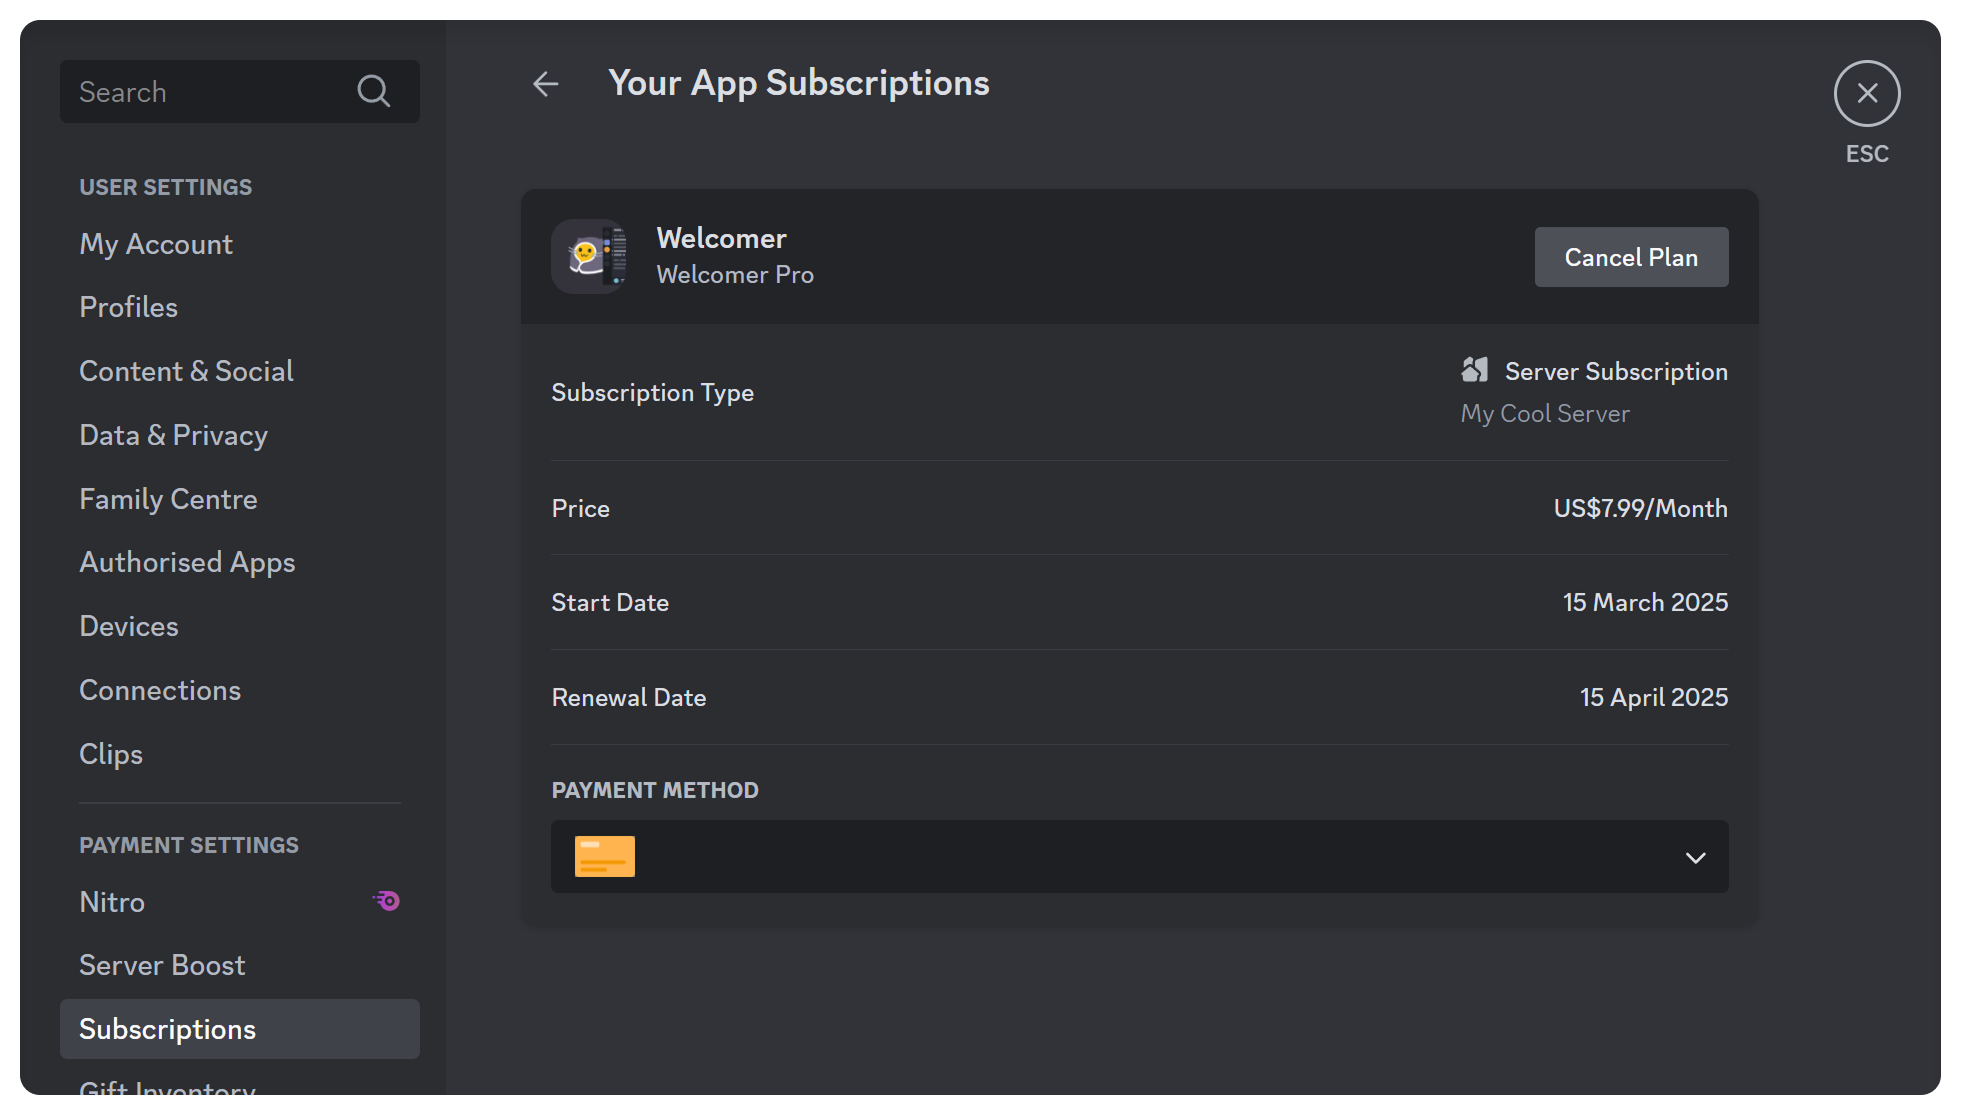 Search
USER SETTINGS
My Account
Profiles
Content & Social
Data & Privacy
Family Centre
Authorised Apps
Devices
Connections
Clips
PAYMENT SETTINGS
Nitro
Server Boost
Subscriptions
Gift Inventory
Your App Subscriptions
ESC
Welcomer
Welcomer Pro
Cancel Plan
Subscription Type
Server Subscription
My Cool Server
Price
US$7.99/Month
Start Date
15 March 2025
Renewal Date
15 April 2025
PAYMENT METHOD